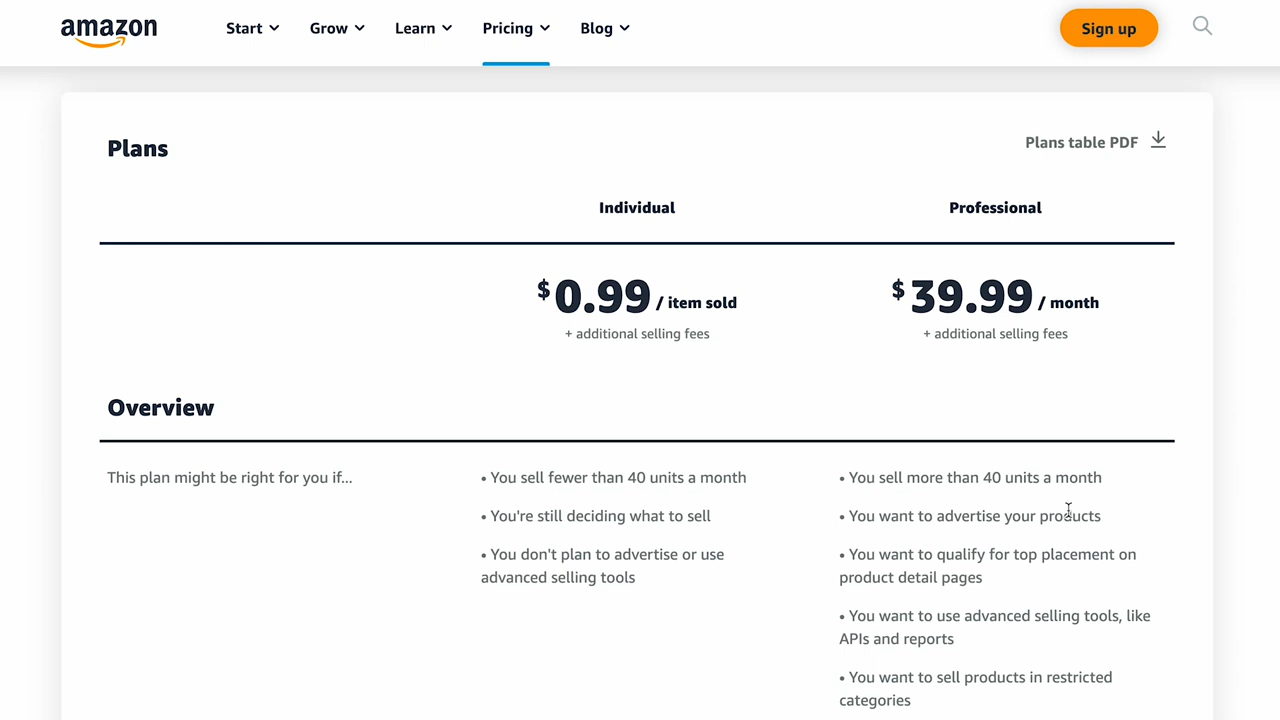 amazon
Start Grow Learn Pricing Blog Sign up
Plans
Plans table PDF
Individual Professional
$0.99 / item sold $39.99 / month
+ additional selling fees + additional selling fees
Overview
This plan might be right for you if...
• You sell fewer than 40 units a month
• You're still deciding what to sell
• You don't plan to advertise or use
advanced selling tools
• You sell more than 40 units a month
• You want to advertise your products
• You want to qualify for top placement on
product detail pages
• You want to use advanced selling tools, like
APIs and reports
• You want to sell products in restricted
categories